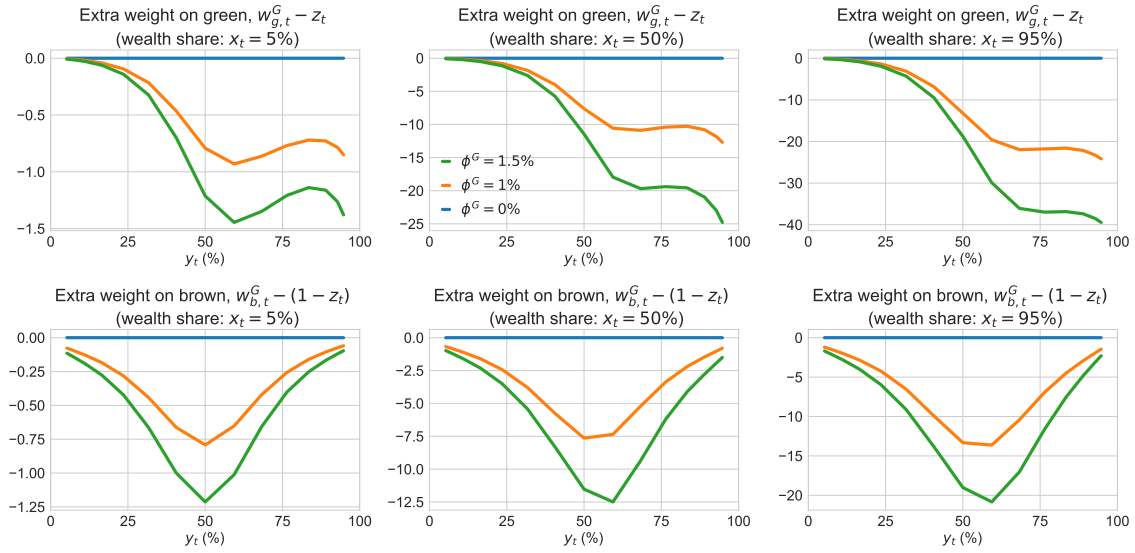 Extra weight on green, $w^G_{g,t} - z_t$
(wealth share: $x_t = 5\%$)
0.0
−0.5
−1.0
−1.5
0
25
50
75
100
$y_t$ (%)
Extra weight on green, $w^G_{g,t} - z_t$
(wealth share: $x_t = 50\%$)
0
−5
−10
−15
−20
−25
$\phi^G = 1.5\%$
$\phi^G = 1\%$
$\phi^G = 0\%$
0
25
50
75
100
$y_t$ (%)
Extra weight on green, $w^G_{g,t} - z_t$
(wealth share: $x_t = 95\%$)
0
−10
−20
−30
−40
0
25
50
75
100
$y_t$ (%)
Extra weight on brown, $w^G_{b,t} - (1 - z_t)$
(wealth share: $x_t = 5\%$)
0.00
−0.25
−0.50
−0.75
−1.00
−1.25
0
25
50
75
100
$y_t$ (%)
Extra weight on brown, $w^G_{b,t} - (1 - z_t)$
(wealth share: $x_t = 50\%$)
0.0
−2.5
−5.0
−7.5
−10.0
−12.5
0
25
50
75
100
$y_t$ (%)
Extra weight on brown, $w^G_{b,t} - (1 - z_t)$
(wealth share: $x_t = 95\%$)
0
−5
−10
−15
−20
0
25
50
75
100
$y_t$ (%)